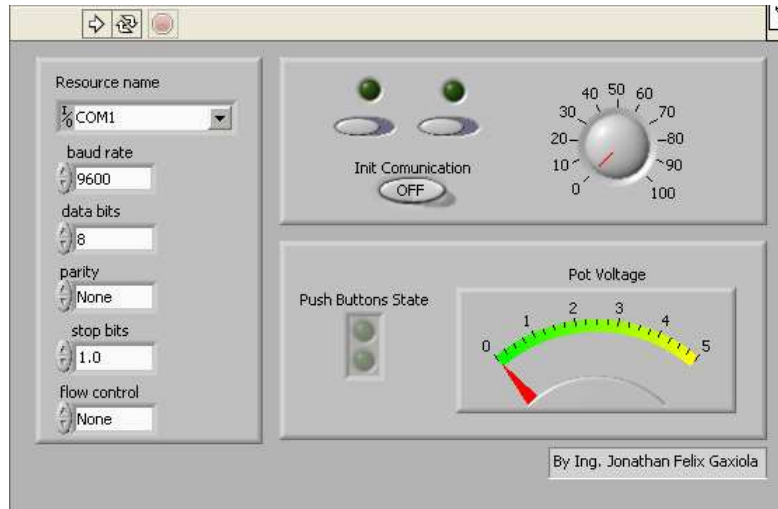 Resource name
I/O COM1
baud rate
9600
data bits
8
parity
None
stop bits
1.0
flow control
None
Init Comunication
OFF
0 10 20 30 40 50 60 70 80 90 100
Push Buttons State
Pot Voltage
0 1 2 3 4 5
By Ing. Jonathan Felix Gaxiola